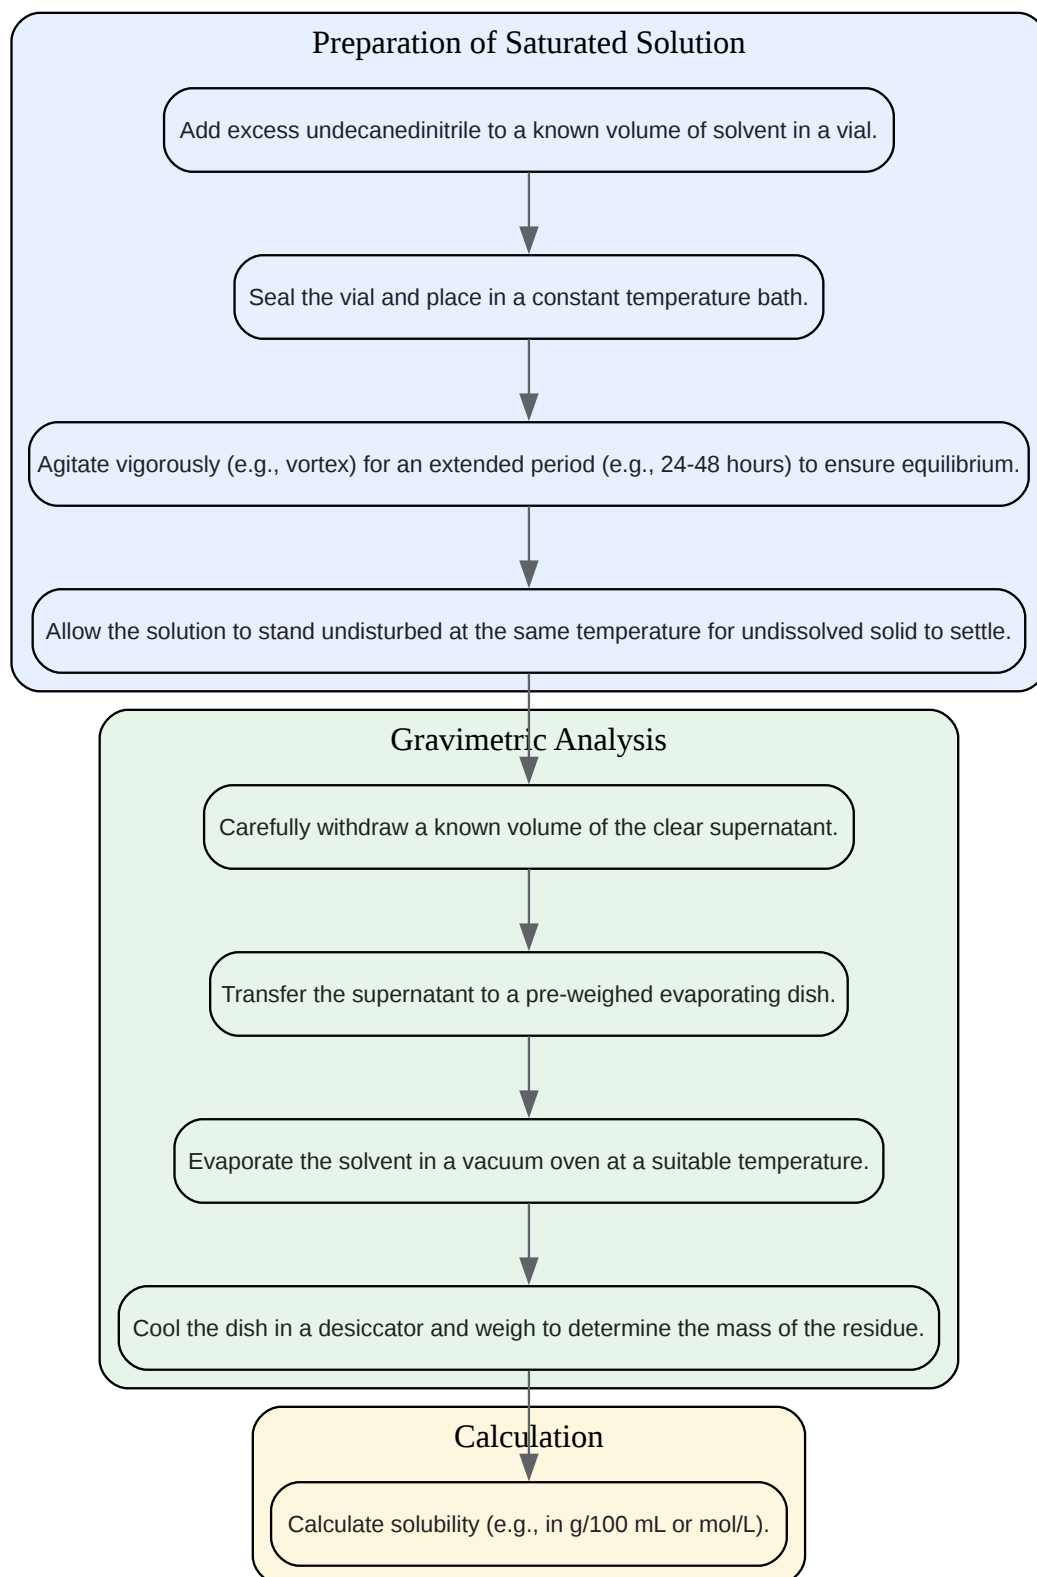 Preparation of Saturated Solution
Add excess undecanedinitrile to a known volume of solvent in a vial.
Seal the vial and place in a constant temperature bath.
Agitate vigorously (e.g., vortex) for an extended period (e.g., 24-48 hours) to ensure equilibrium.
Allow the solution to stand undisturbed at the same temperature for undissolved solid to settle.
Gravimetric Analysis
Carefully withdraw a known volume of the clear supernatant.
Transfer the supernatant to a pre-weighed evaporating dish.
Evaporate the solvent in a vacuum oven at a suitable temperature.
Cool the dish in a desiccator and weigh to determine the mass of the residue.
Calculation
Calculate solubility (e.g., in g/100 mL or mol/L).